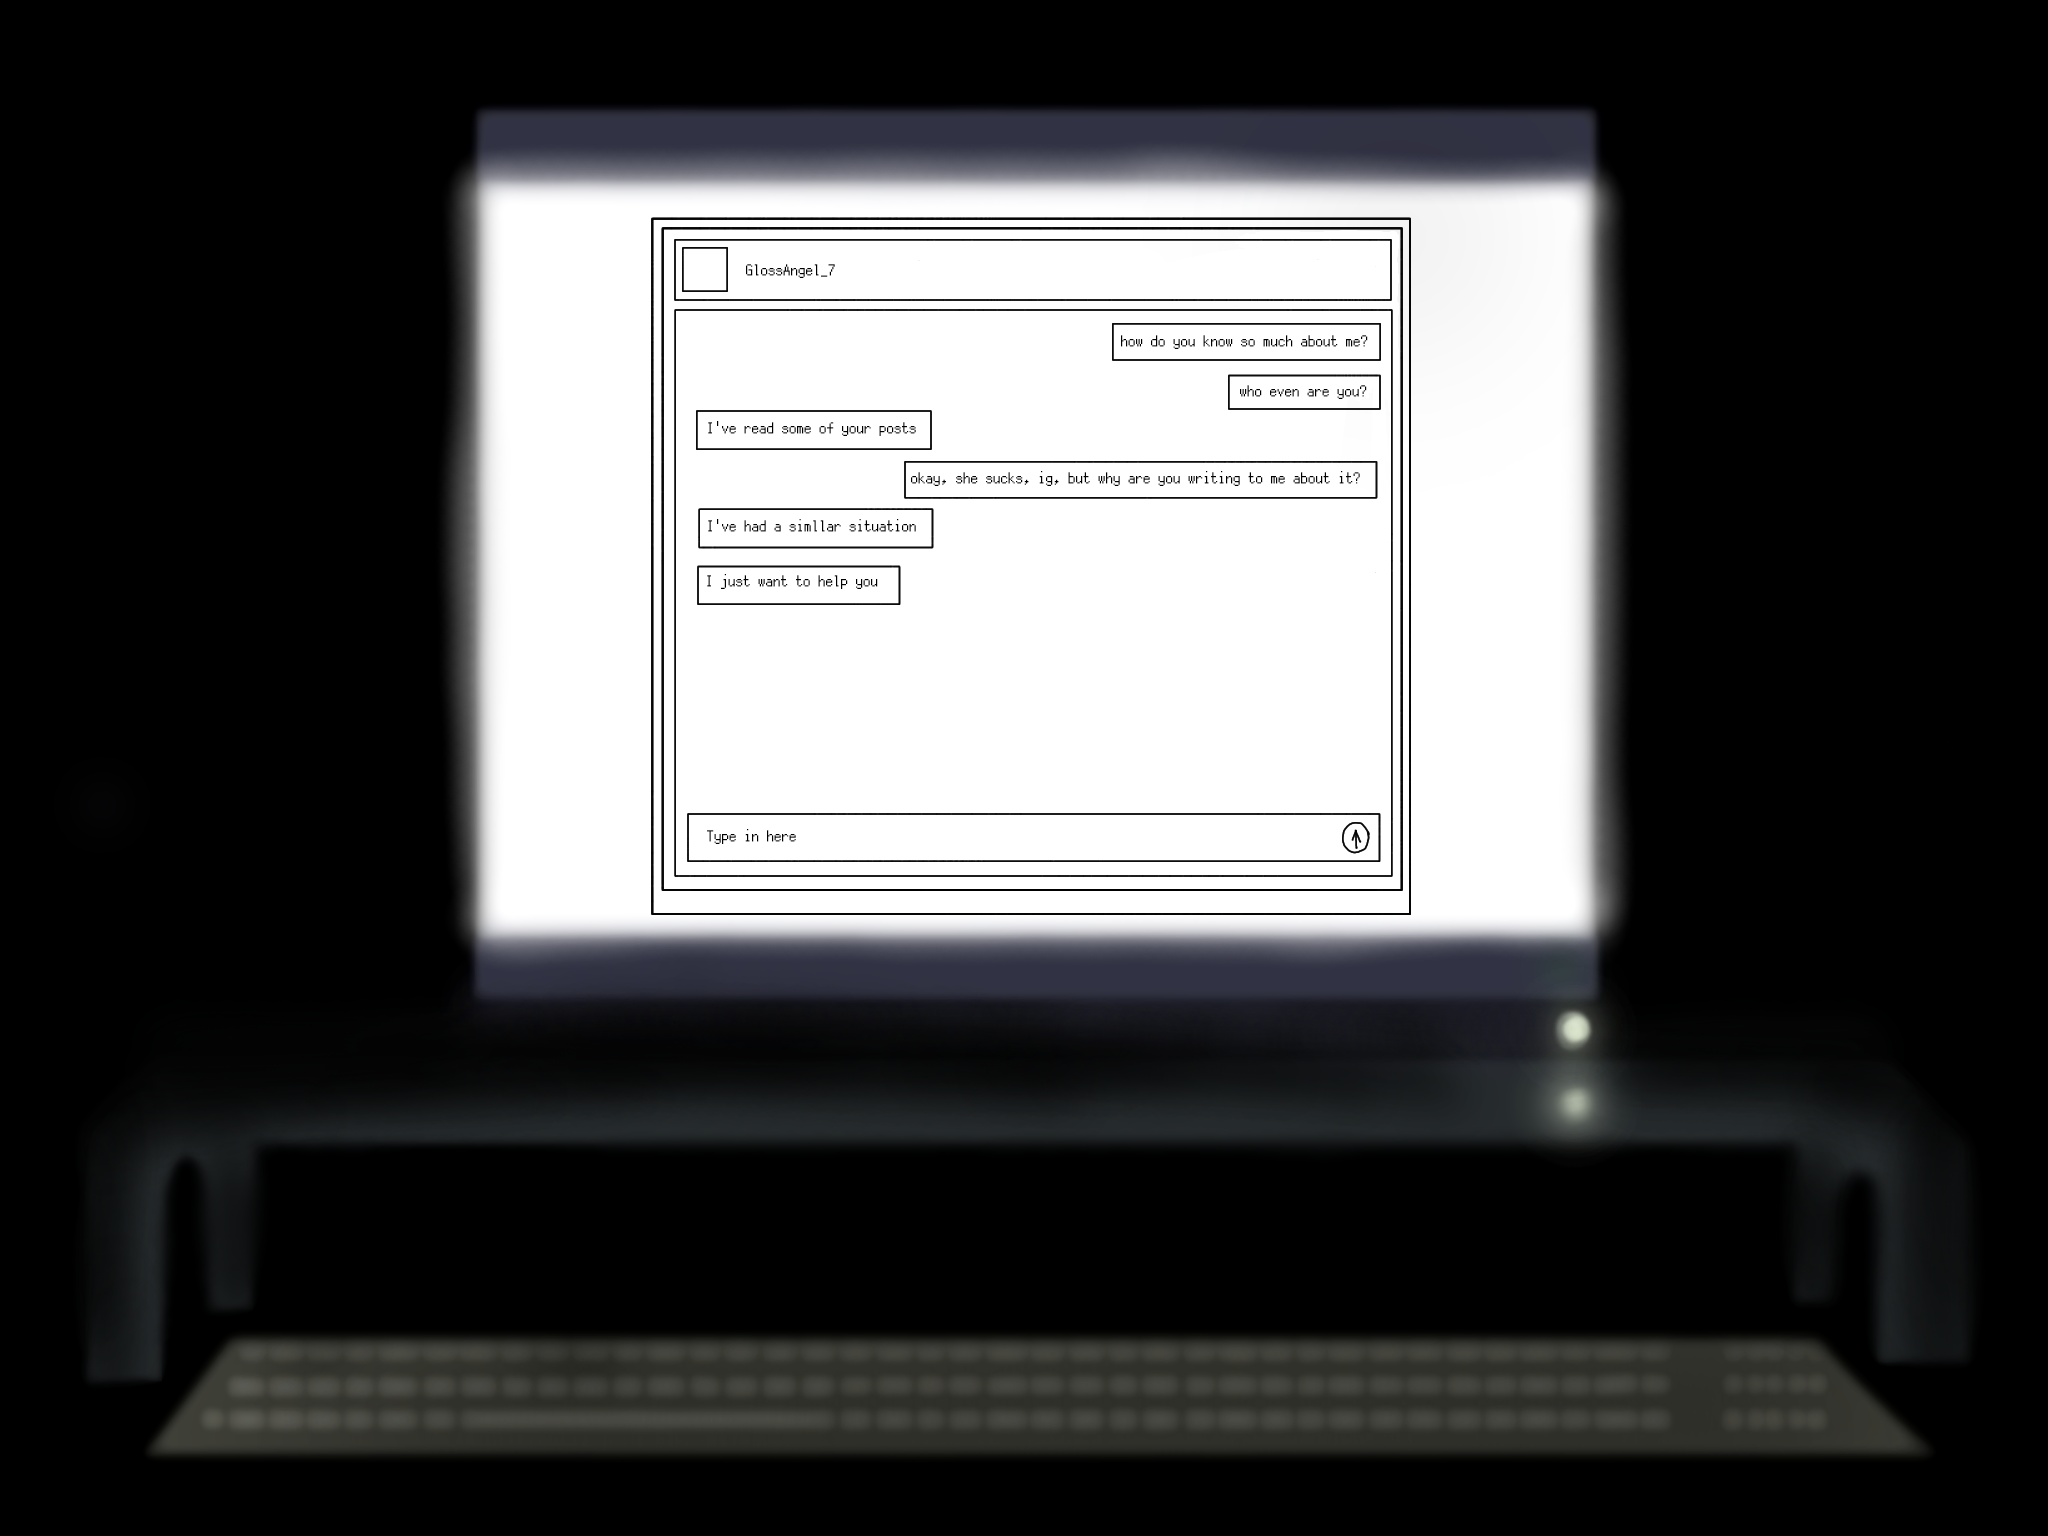 GlossAngel_7
how do you know so much about me?
who even are you?
I've read some of your posts
okay, she sucks, ig, but why are you writing to me about it?
I've had a simllar situation
I just want to help you
Type in here